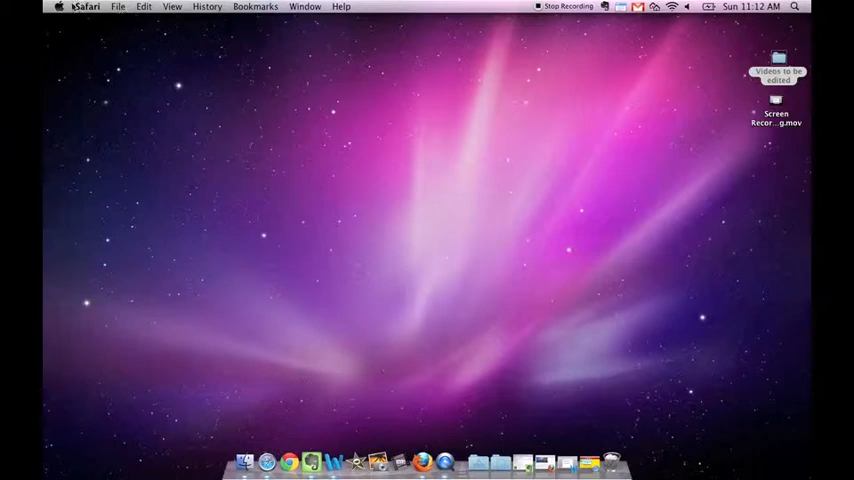 Safari File Edit View History Bookmarks Window Help Stop Recording Sun 11:12 AM
Videos to be
edited
Screen
Recor...g.mov